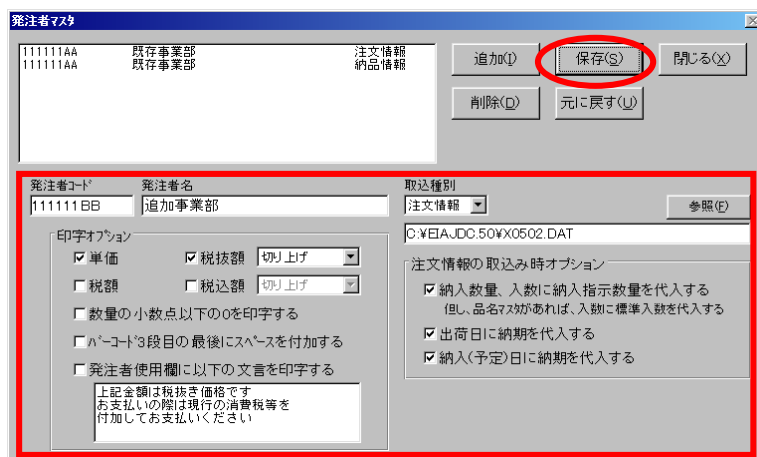 発注者ﾏｽﾀ
111111AA 既存事業部 注文情報
111111AA 既存事業部 納品情報
追加(I) 保存(S) 閉じる(X)
削除(D) 元に戻す(U)
発注者ｺｰﾄﾞ 発注者名 取込種別
111111BB 追加事業部 注文情報 参照(F)
C:¥EIAJDC.50¥X0502.DAT
印字ｵﾌﾟｼｮﾝ
単価 税抜額 切り上げ
税額 税込額 切り上げ
数量の小数点以下の0を印字する
ﾊﾞｰｺｰﾄﾞ3段目の最後にｽﾍﾟｰｽを付加する
発注者使用欄に以下の文言を印字する
上記金額は税抜き価格です
お支払いの際は現行の消費税等を
付加してお支払いください
注文情報の取込み時オプション
納入数量、入数に納入指示数量を代入する
但し、品名ﾏｽﾀがあれば、入数に標準入数を代入する
出荷日に納期を代入する
納入(予定)日に納期を代入する